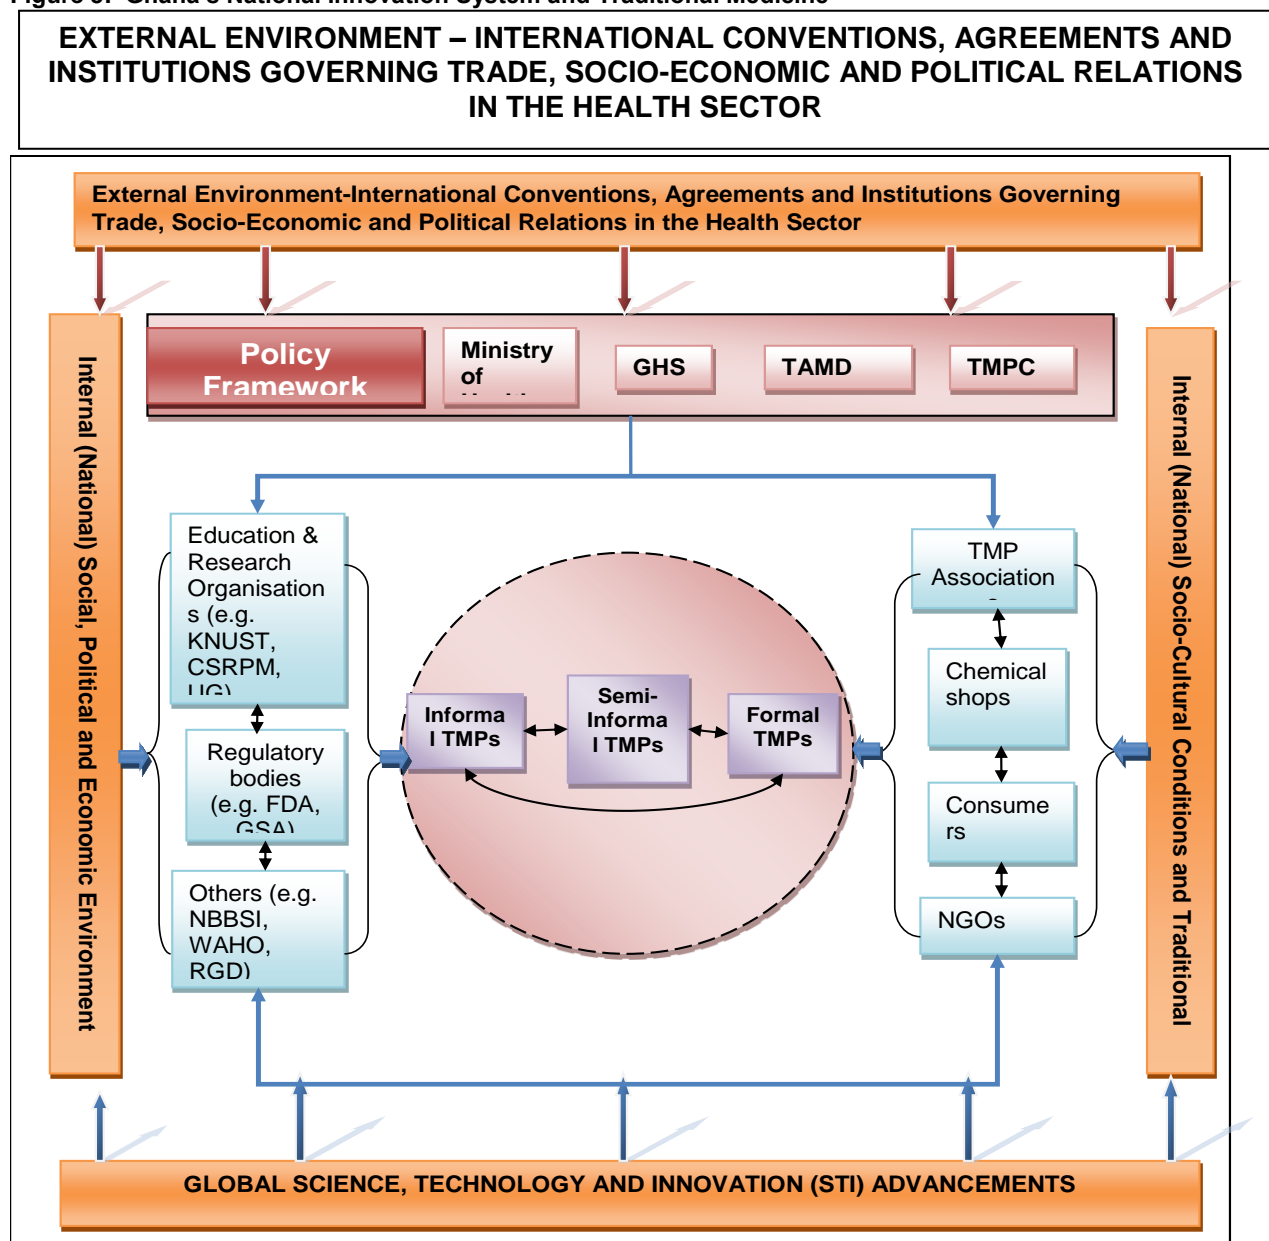 EXTERNAL ENVIRONMENT – INTERNATIONAL CONVENTIONS, AGREEMENTS AND
INSTITUTIONS GOVERNING TRADE, SOCIO-ECONOMIC AND POLITICAL RELATIONS
IN THE HEALTH SECTOR
External Environment-International Conventions, Agreements and Institutions Governing
Trade, Socio-Economic and Political Relations in the Health Sector
Internal (National) Social, Political and Economic Environment
Policy
Framework
Ministry
of
GHS
TAMD
TMPC
Education &
Research
Organisation
s (e.g.
KNUST,
CSRPM,
UG)
Regulatory
bodies
(e.g. FDA,
GSA)
Others (e.g.
NBBSI,
WAHO,
RGD)
Informa
l TMPs
Semi-
Informa
l TMPs
Formal
TMPs
TMP
Association
Chemical
shops
Consume
rs
NGOs
Internal (National) Socio-Cultural Conditions and Traditional
GLOBAL SCIENCE, TECHNOLOGY AND INNOVATION (STI) ADVANCEMENTS